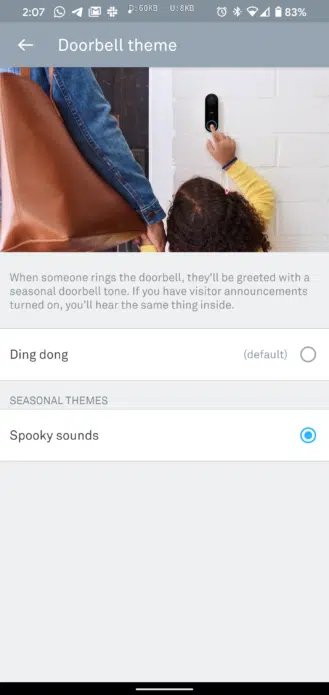 2:07 D:60KB U:8KB 83%
Doorbell theme
When someone rings the doorbell, they'll be greeted with a
seasonal doorbell tone. If you have visitor announcements
turned on, you'll hear the same thing inside.
Ding dong (default)
SEASONAL THEMES
Spooky sounds